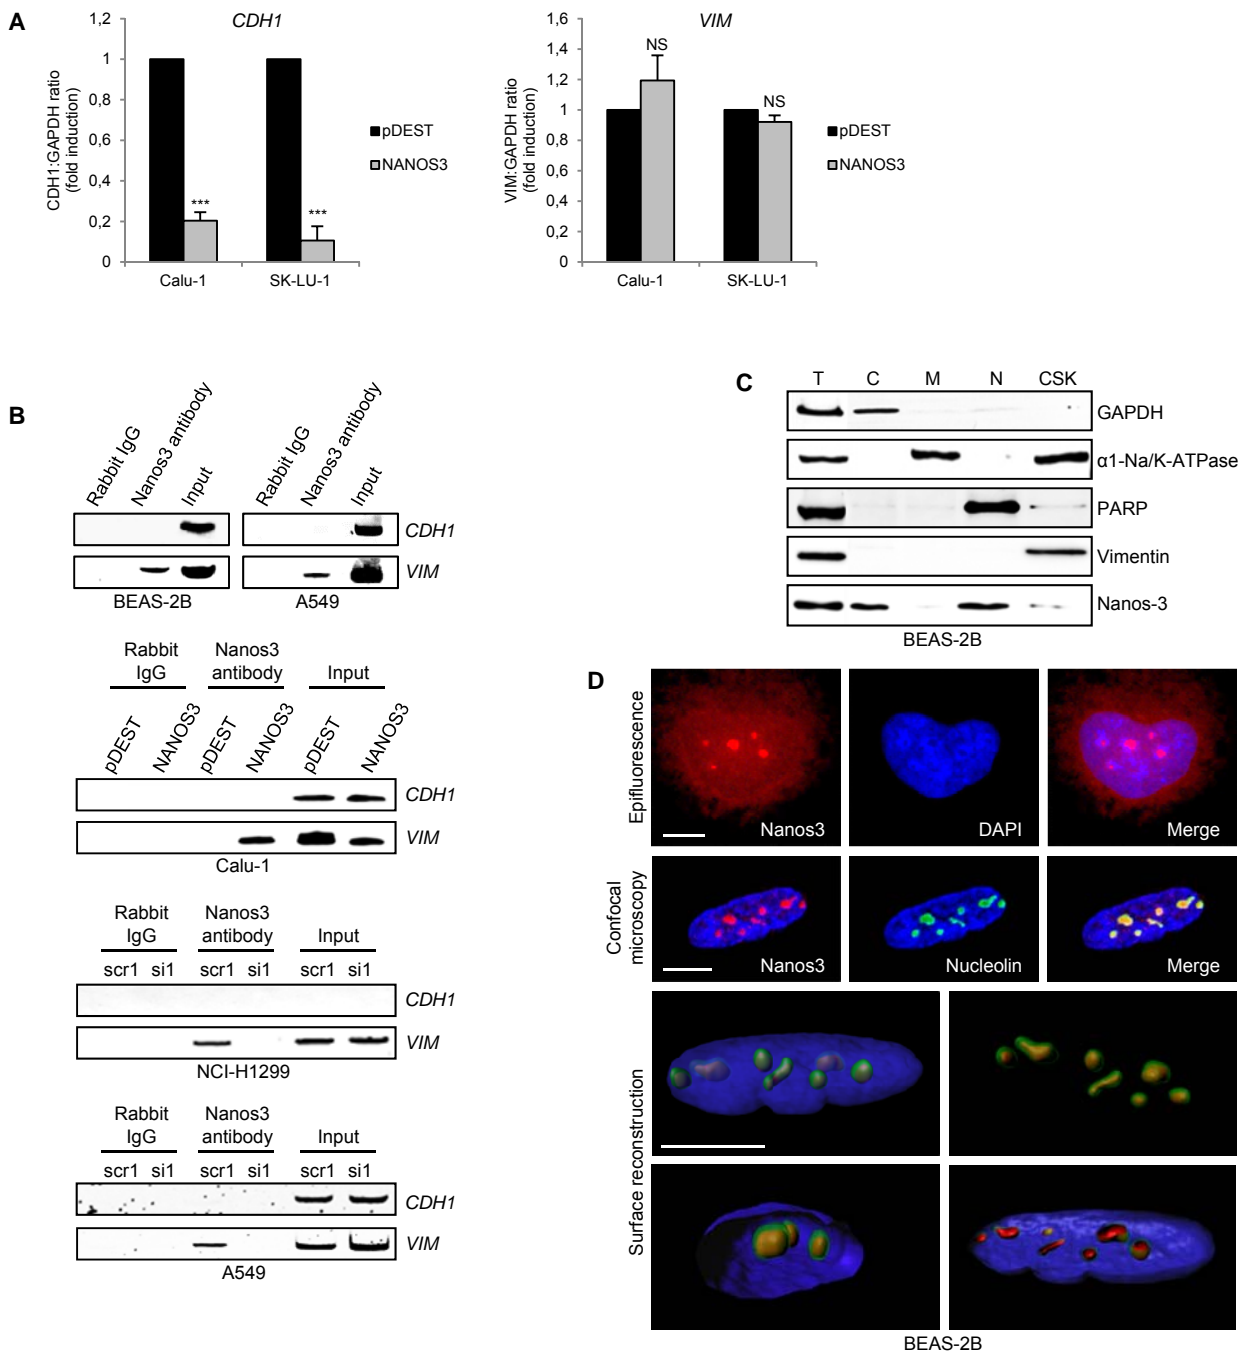 A
CDH1
CDH1:GAPDH ratio
(fold induction)
1,2
1
0,8
0,6
0,4
0,2
0
***
***
Calu-1
SK-LU-1
pDEST
NANOS3
VIM
VIM:GAPDH ratio
(fold induction)
1,6
1,4
1,2
1
0,8
0,6
0,4
0,2
0
NS
NS
Calu-1
SK-LU-1
pDEST
NANOS3
B
Rabbit IgG
Nanos3 antibody
Input
Rabbit IgG
Nanos3 antibody
Input
CDH1
VIM
BEAS-2B
A549
Rabbit
IgG
Nanos3
antibody
Input
pDEST
NANOS3
pDEST
NANOS3
pDEST
NANOS3
CDH1
VIM
Calu-1
Rabbit
IgG
Nanos3
antibody
Input
scr1 si1 scr1 si1 scr1 si1
CDH1
VIM
NCI-H1299
Rabbit
IgG
Nanos3
antibody
Input
scr1 si1 scr1 si1 scr1 si1
CDH1
VIM
A549
C
T C M N CSK
GAPDH
α1-Na/K-ATPase
PARP
Vimentin
Nanos-3
BEAS-2B
D
Epifluorescence
Nanos3
DAPI
Merge
Confocal
microscopy
Nanos3
Nucleolin
Merge
Surface reconstruction
BEAS-2B